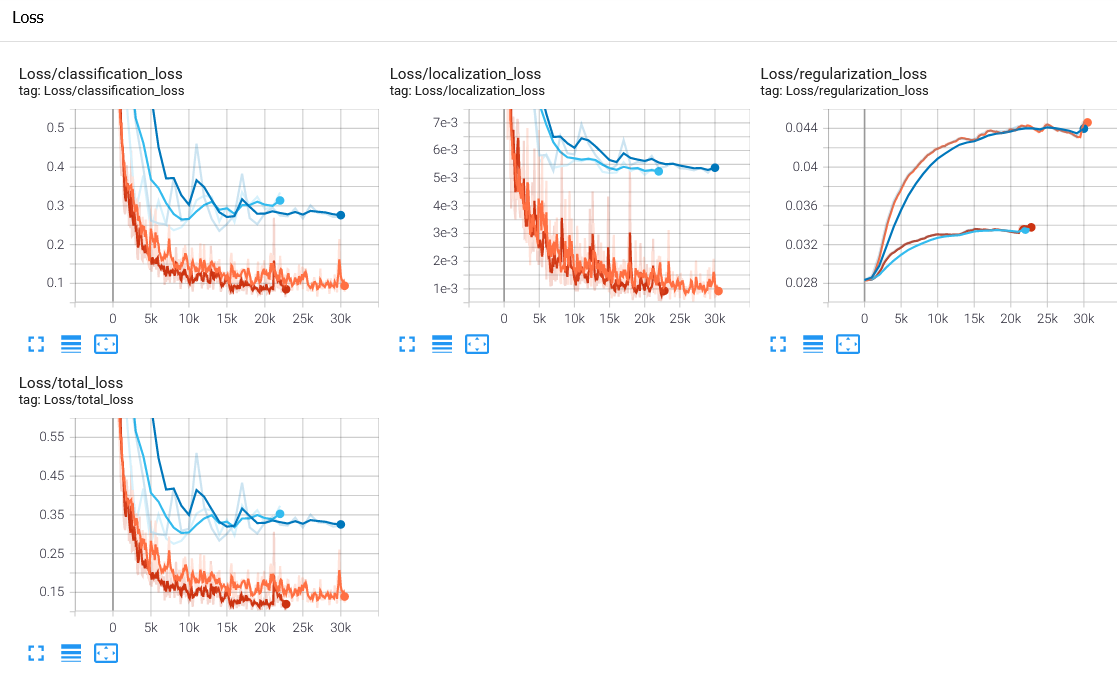 Loss
Loss/classification_loss
tag: Loss/classification_loss
0.5
0.4
0.3
0.2
0.1
0 5k 10k 15k 20k 25k 30k
Loss/localization_loss
tag: Loss/localization_loss
7e-3
6e-3
5e-3
4e-3
3e-3
2e-3
1e-3
0 5k 10k 15k 20k 25k 30k
Loss/regularization_loss
tag: Loss/regularization_loss
0.044
0.04
0.036
0.032
0.028
0 5k 10k 15k 20k 25k 30k
Loss/total_loss
tag: Loss/total_loss
0.55
0.45
0.35
0.25
0.15
0 5k 10k 15k 20k 25k 30k